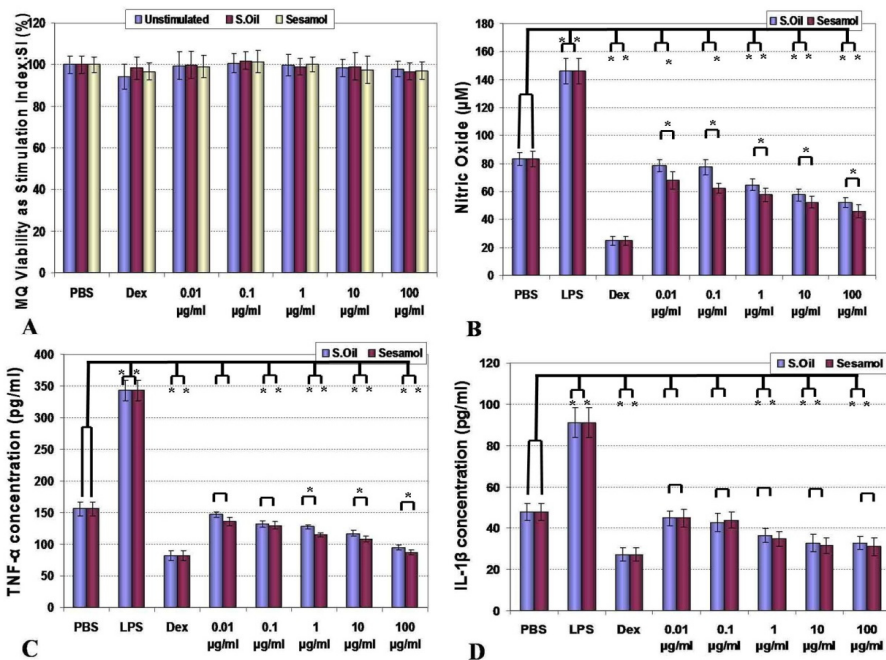 Unstimulated S.Oil Sesamol
MQ Viability as Stimulation Index:SI (%)
120
100
80
60
40
20
0
PBS Dex 0.01 0.1 1 10 100
µg/ml µg/ml µg/ml µg/ml µg/ml
A
S.Oil Sesamol
Nitric Oxide (µM)
180
160
140
120
100
80
60
40
20
0
* *
* * * * * * * * * *
* * * * *
PBS LPS Dex 0.01 0.1 1 10 100
µg/ml µg/ml µg/ml µg/ml µg/ml
B
S.Oil Sesamol
TNF-α concentration (pg/ml)
400
350
300
250
200
150
100
50
0
* *
* * * * * * * *
* * *
PBS LPS Dex 0.01 0.1 1 10 100
µg/ml µg/ml µg/ml µg/ml µg/ml
C
S.Oil Sesamol
IL-1β concentration (pg/ml)
120
100
80
60
40
20
0
* * * * * * * * * *
PBS LPS Dex 0.01 0.1 1 10 100
µg/ml µg/ml µg/ml µg/ml µg/ml
D